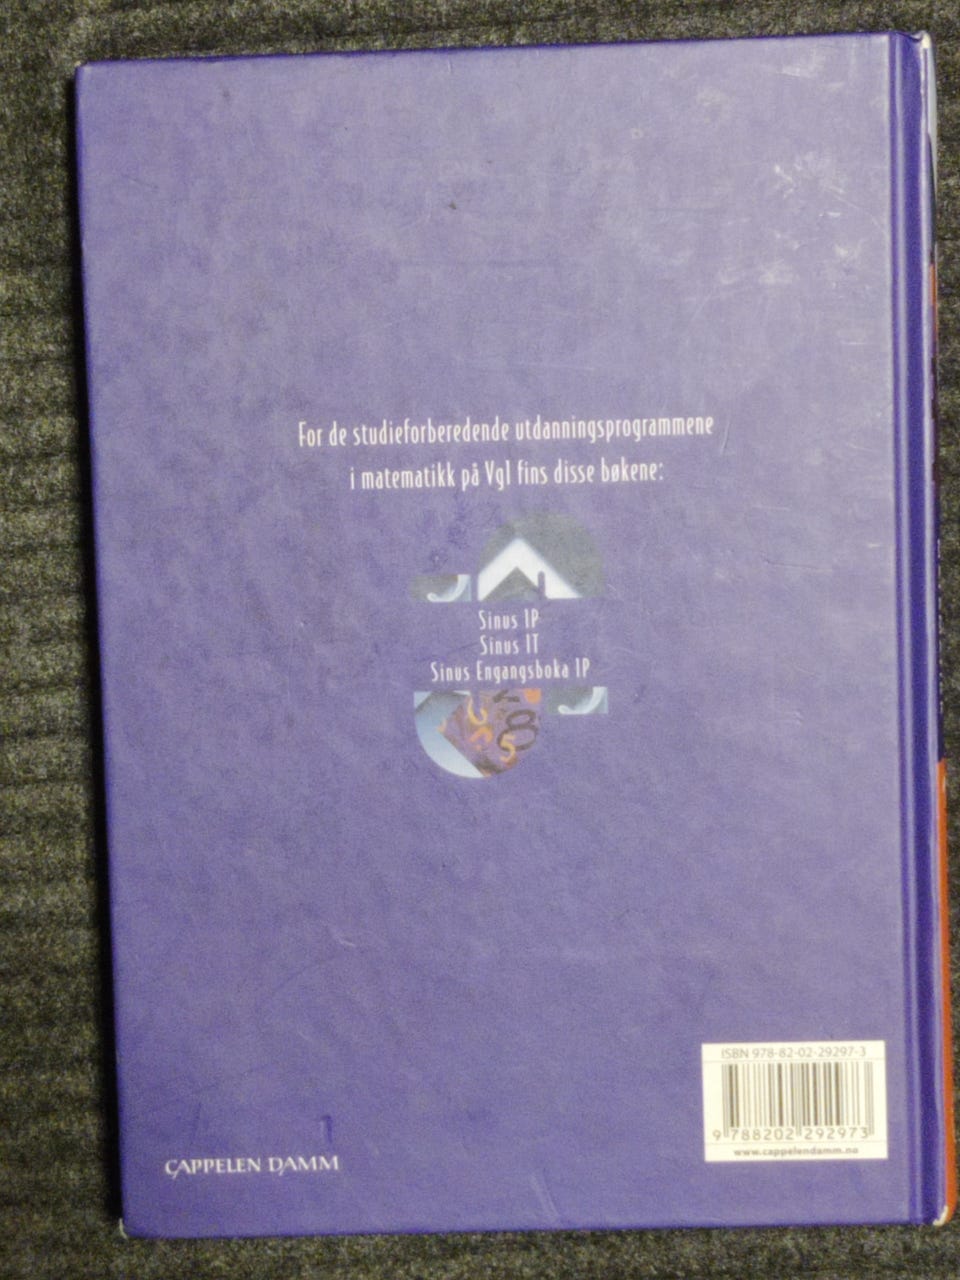 For de studieforberedende utdanningsprogrammene
i matematikk på Vg1 fins disse bøkene:
Sinus 1P
Sinus 1T
Sinus Engangsboka 1P
ISBN 978-82-02-29297-3
9 788202 292973
www.cappelendamm.no
CAPPELEN DAMM